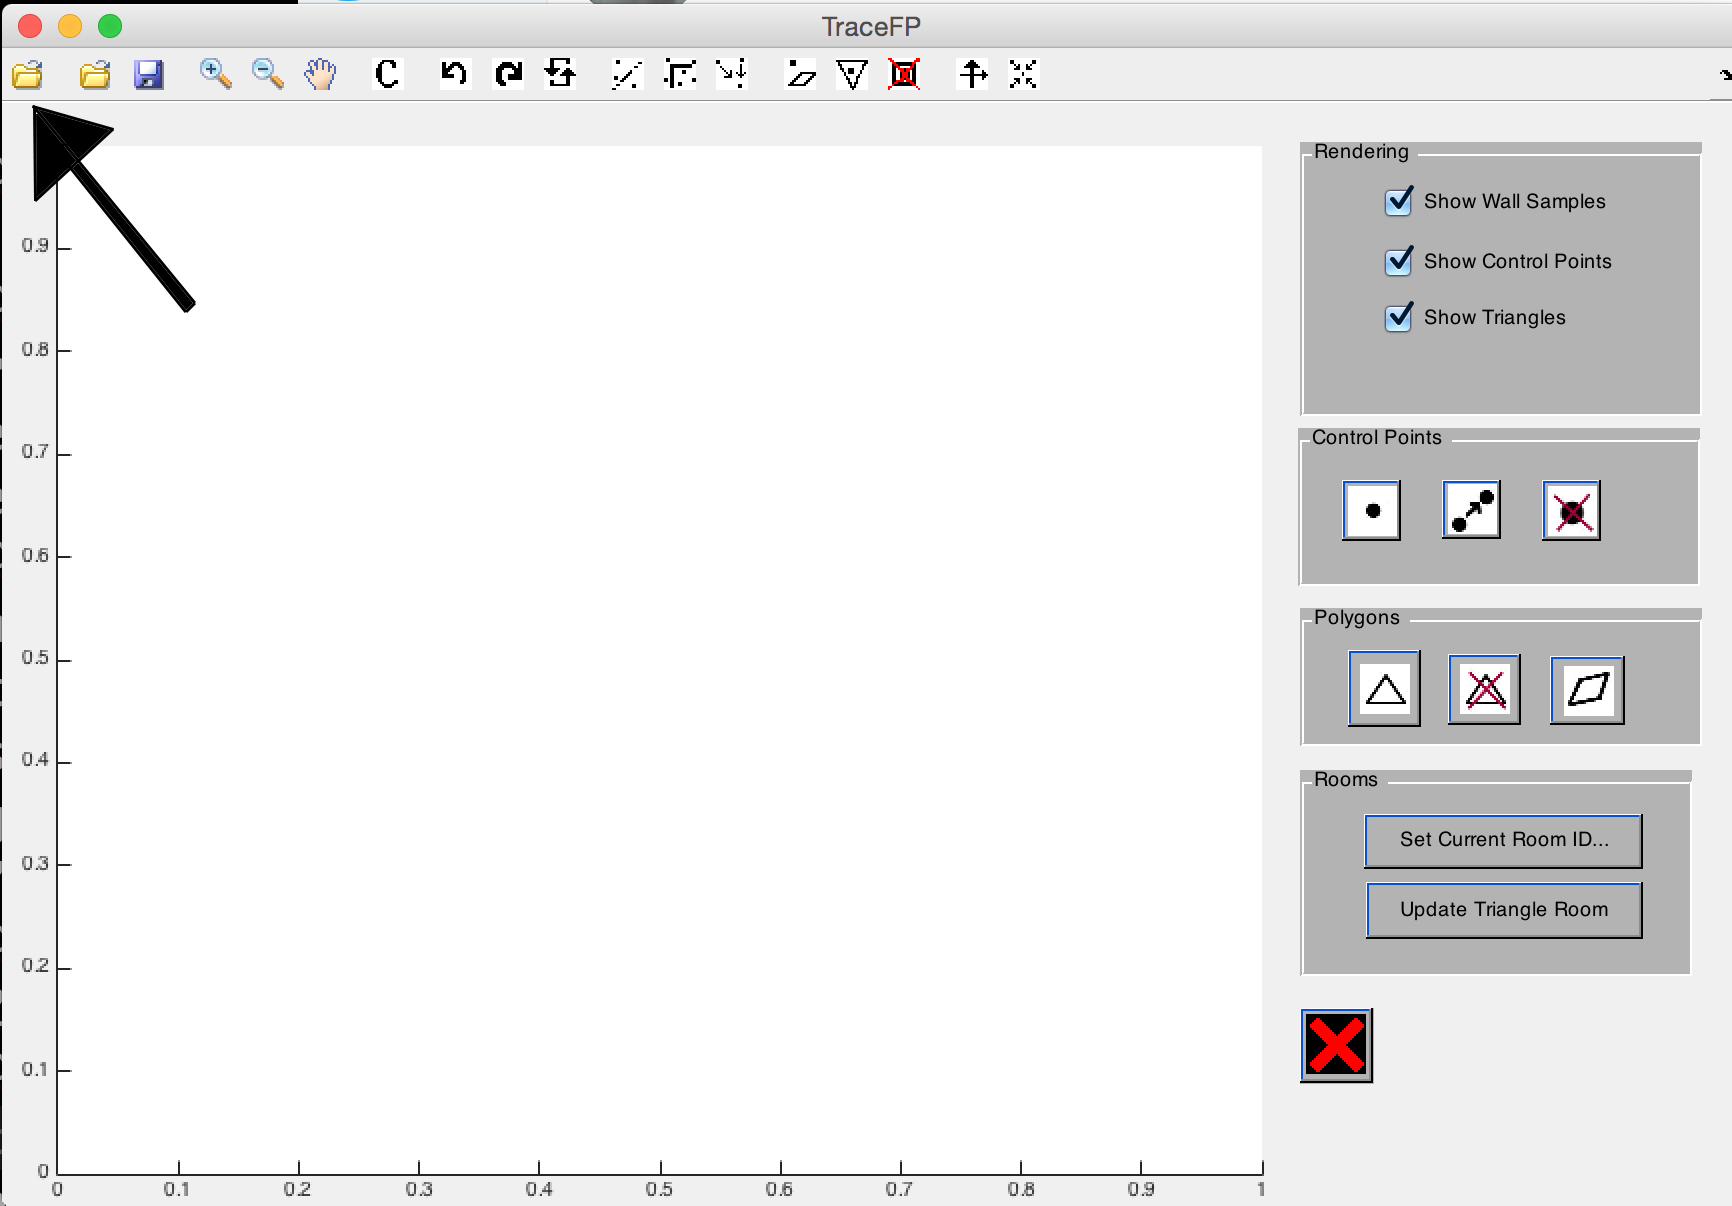 TraceFP
C
Rendering
Show Wall Samples
Show Control Points
Show Triangles
Control Points
Polygons
Rooms
Set Current Room ID...
Update Triangle Room
0.9
0.8
0.7
0.6
0.5
0.4
0.3
0.2
0.1
0
0 0.1 0.2 0.3 0.4 0.5 0.6 0.7 0.8 0.9 1